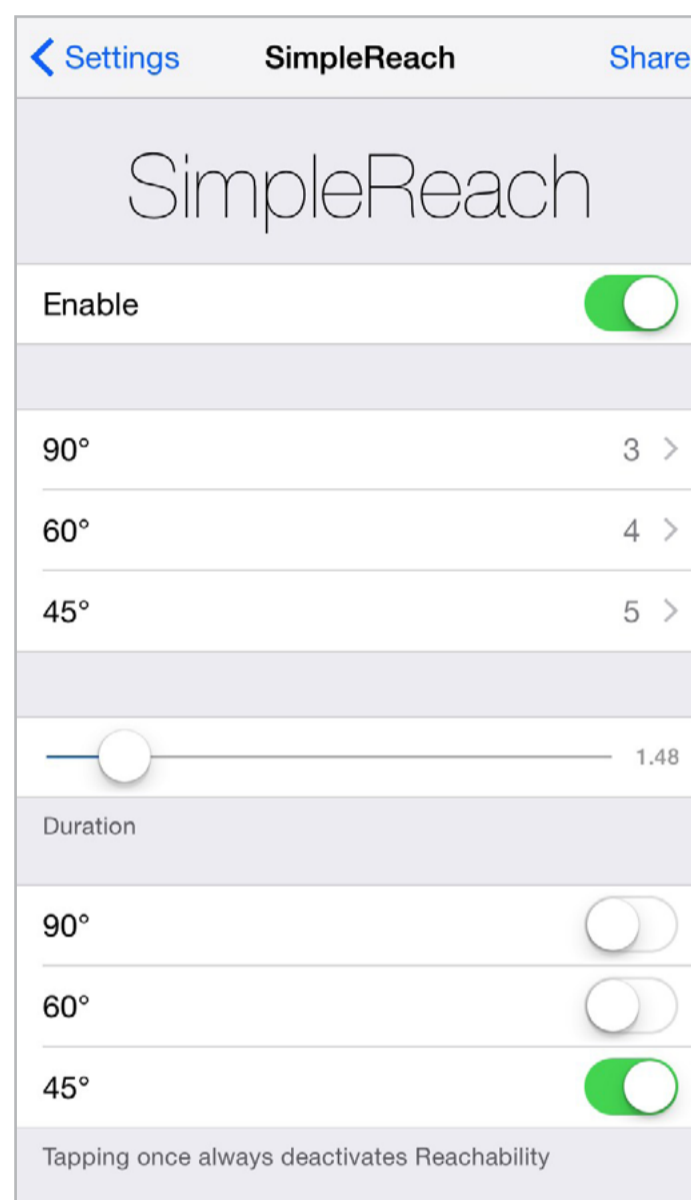 Settings SimpleReach Share
SimpleReach
Enable
90° 3
60° 4
45° 5
1.48
Duration
90°
60°
45°
Tapping once always deactivates Reachability